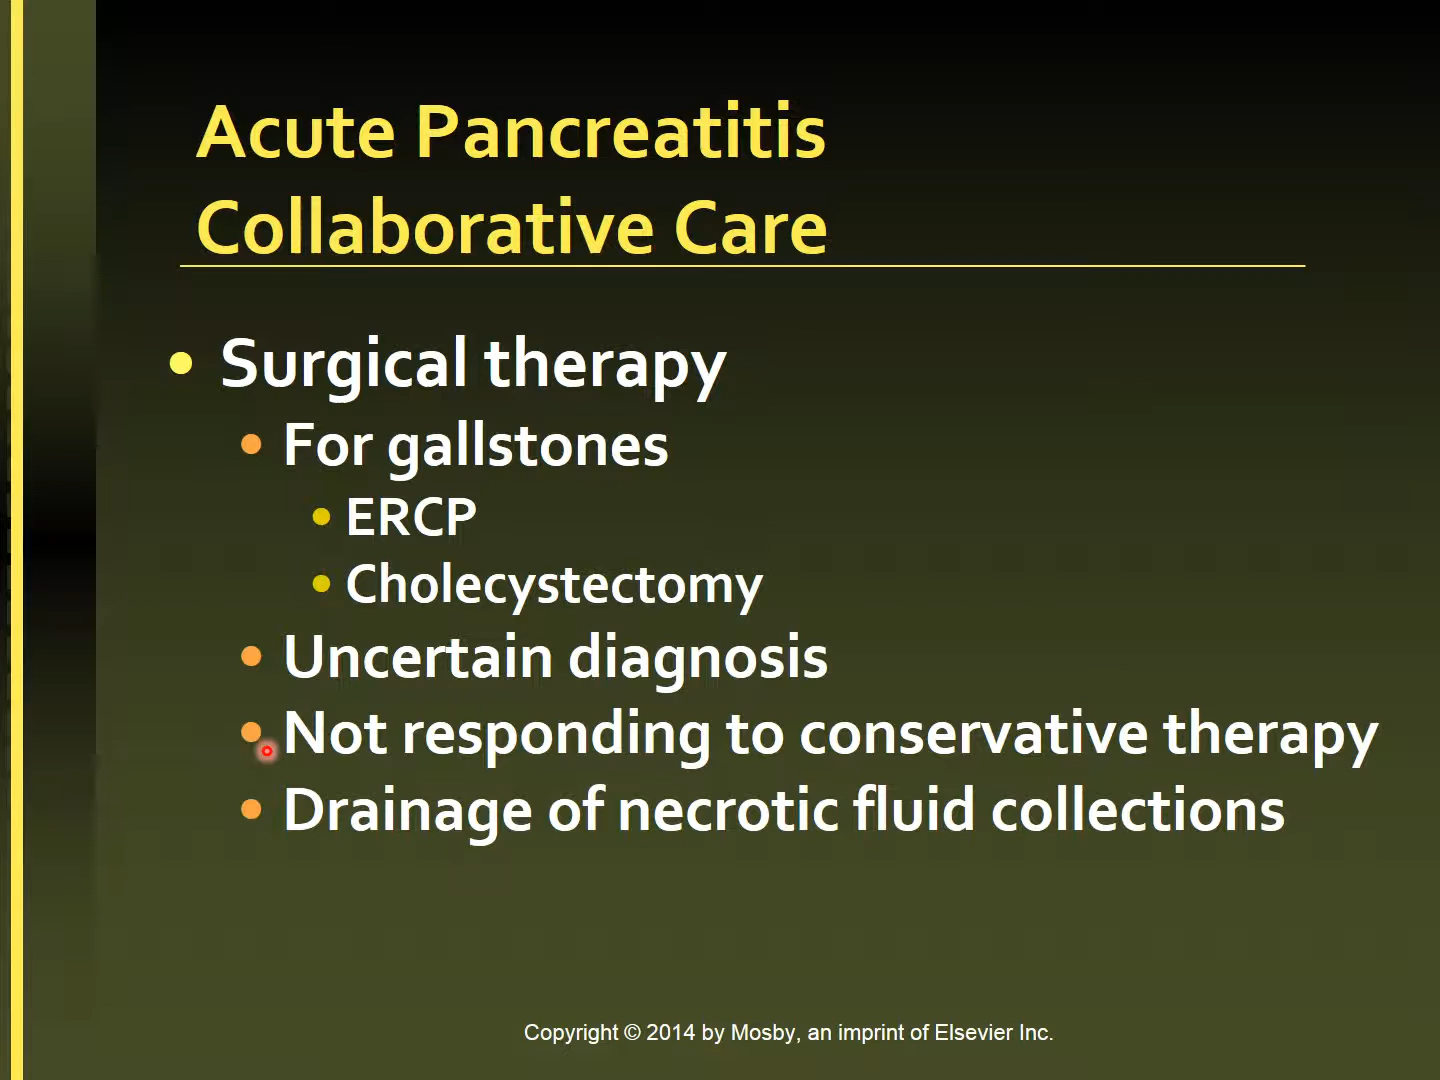 Acute Pancreatitis
Collaborative Care
• Surgical therapy
• For gallstones
• ERCP
• Cholecystectomy
• Uncertain diagnosis
• Not responding to conservative therapy
• Drainage of necrotic fluid collections
Copyright © 2014 by Mosby, an imprint of Elsevier Inc.